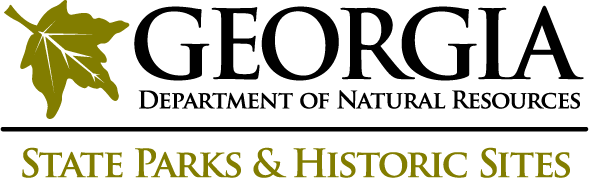 GEORGIA
DEPARTMENT OF NATURAL RESOURCES
STATE PARKS & HISTORIC SITES